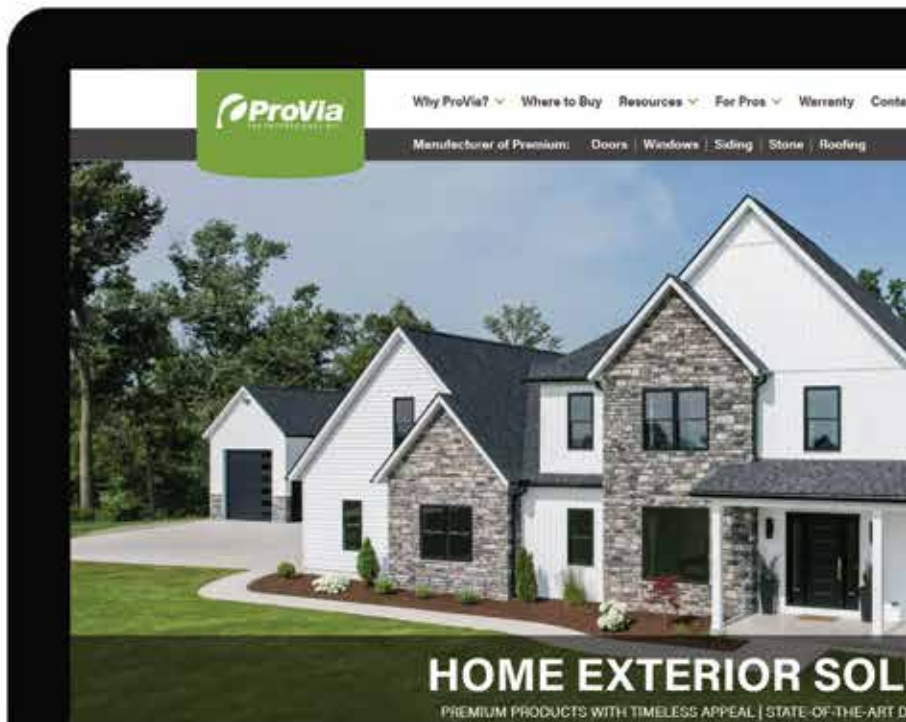 ProVia
Why ProVia? Where to Buy Resources For Pros Warranty Conta
Manufacturer of Premium: Doors | Windows | Siding | Stone | Roofing
HOME EXTERIOR SOL
PREMIUM PRODUCTS WITH TIMELESS APPEAL | STATE-OF-THE-ART D